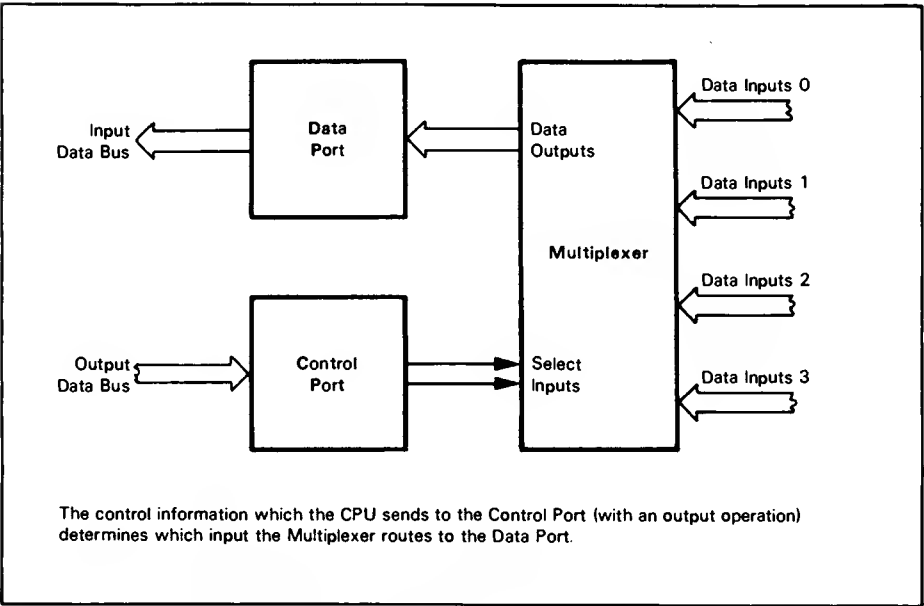 Input
Data Bus
Data
Port
Data
Outputs
Multiplexer
Data Inputs 0
Data Inputs 1
Data Inputs 2
Data Inputs 3
Output
Data Bus
Control
Port
Select
Inputs
The control information which the CPU sends to the Control Port (with an output operation)
determines which input the Multiplexer routes to the Data Port.